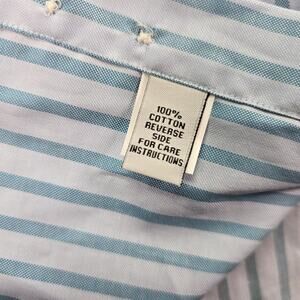 100%
COTTON
REVERSE
SIDE
FOR CARE
INSTRUCTIONS